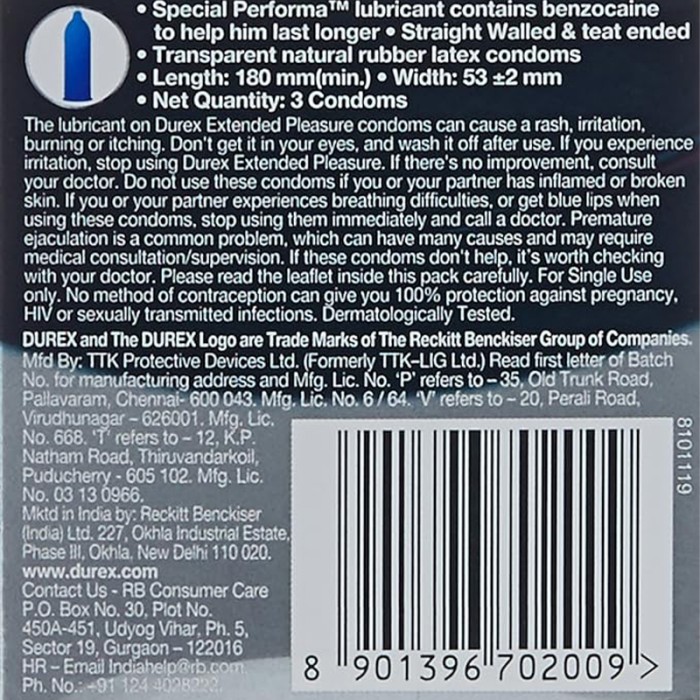 • Special Performa™ lubricant contains benzocaine
to help him last longer • Straight Walled & teat ended
• Transparent natural rubber latex condoms
• Length: 180 mm(min.) • Width: 53 ±2 mm
• Net Quantity: 3 Condoms
The lubricant on Durex Extended Pleasure condoms can cause a rash, irritation,
burning or itching. Don't get it in your eyes, and wash it off after use. If you experience
irritation, stop using Durex Extended Pleasure. If there's no improvement, consult
your doctor. Do not use these condoms if you or your partner has inflamed or broken
skin. If you or your partner experiences breathing difficulties, or get blue lips when
using these condoms, stop using them immediately and call a doctor. Premature
ejaculation is a common problem, which can have many causes and may require
medical consultation/supervision. If these condoms don't help, it's worth checking
with your doctor. Please read the leaflet inside this pack carefully. For Single Use
only. No method of contraception can give you 100% protection against pregnancy,
HIV or sexually transmitted infections. Dermatologically Tested.
DUREX and The DUREX Logo are Trade Marks of The Reckitt Benckiser Group of Companies.
Mfd By: TTK Protective Devices Ltd. (Formerly TTK-LIG Ltd.) Read first letter of Batch
No. for manufacturing address and Mfg. Lic. No. 'P' refers to – 35, Old Trunk Road,
Pallavaram, Chennai- 600 043. Mfg. Lic. No. 6 / 64. 'V' refers to – 20, Perali Road,
Virudhunagar – 626001. Mfg. Lic.
No. 668. 'T' refers to – 12, K.P.
Natham Road, Thiruvandarkoil,
Puducherry - 605 102. Mfg. Lic.
No. 03 13 0966.
Mktd in India by: Reckitt Benckiser
(India) Ltd. 227, Okhla Industrial Estate,
Phase III, Okhla, New Delhi 110 020.
www.durex.com
Contact Us - RB Consumer Care
P.O. Box No. 30, Plot No.
450A-451, Udyog Vihar, Ph. 5,
Sector 19, Gurgaon – 122016
HR – Email Indiahelp@rb.com
Ph. No.: +91 124 4028222.
8101119
8 901396 702009 >